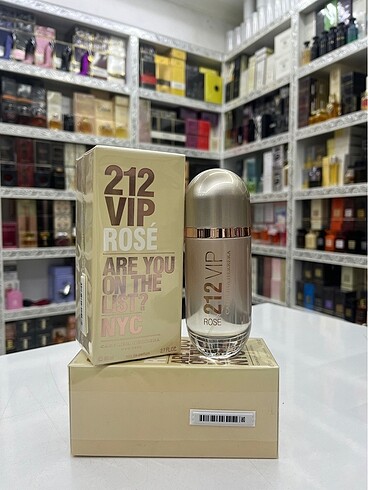 212
VIP
ROSÉ
ARE YOU
ON THE
LIST?
NYC
212 VIP
ROSÉ